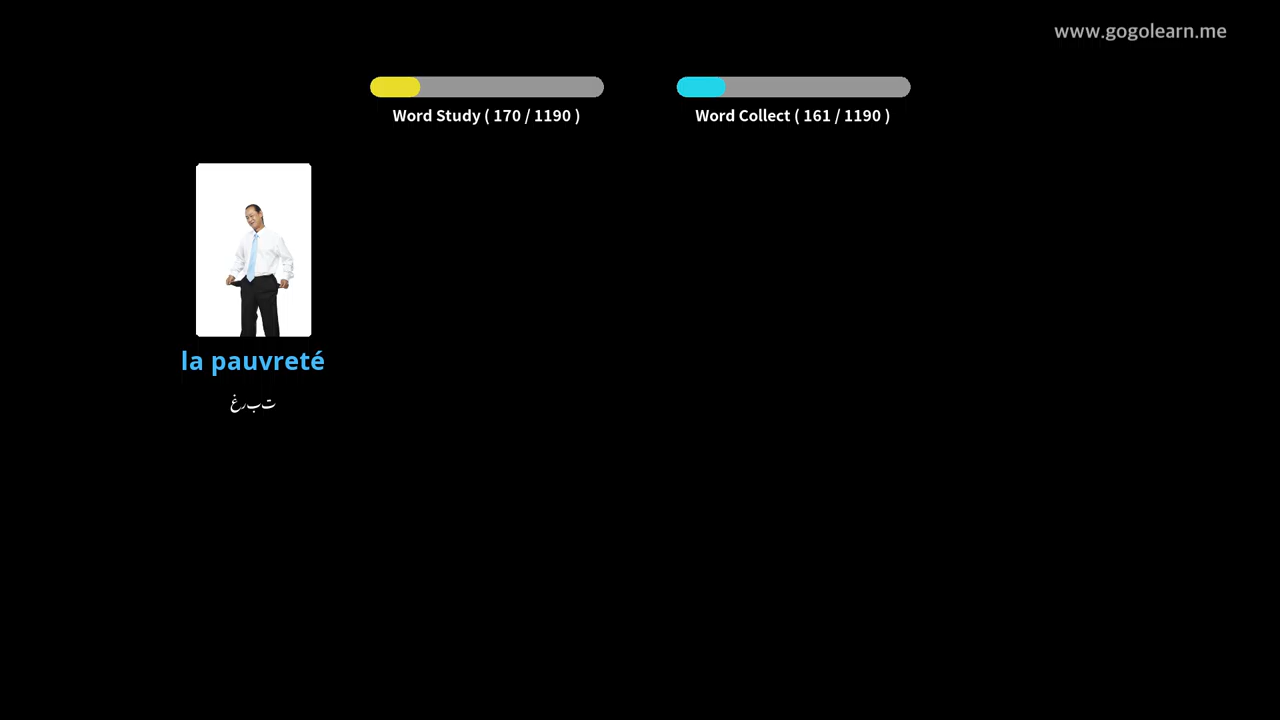 www.gogolearn.me
Word Study ( 170 / 1190 )
Word Collect ( 161 / 1190 )
la pauvreté
غربت